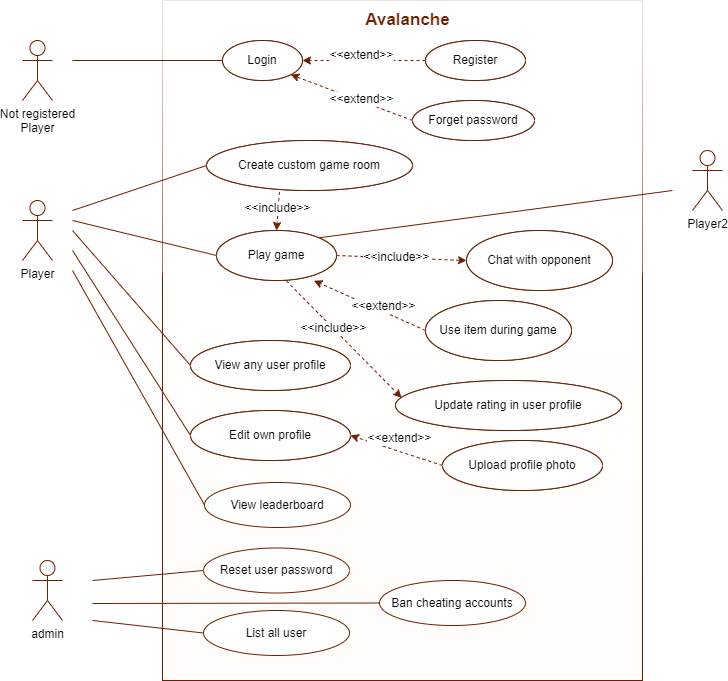 Avalanche
Login
<<extend>>
Register
<<extend>>
Forget password
Not registered
Player
Create custom game room
<<include>>
Player2
Play game
<<include>>
Chat with opponent
Player
<<extend>>
Use item during game
<<include>>
View any user profile
Update rating in user profile
Edit own profile
<<extend>>
Upload profile photo
View leaderboard
Reset user password
Ban cheating accounts
admin
List all user